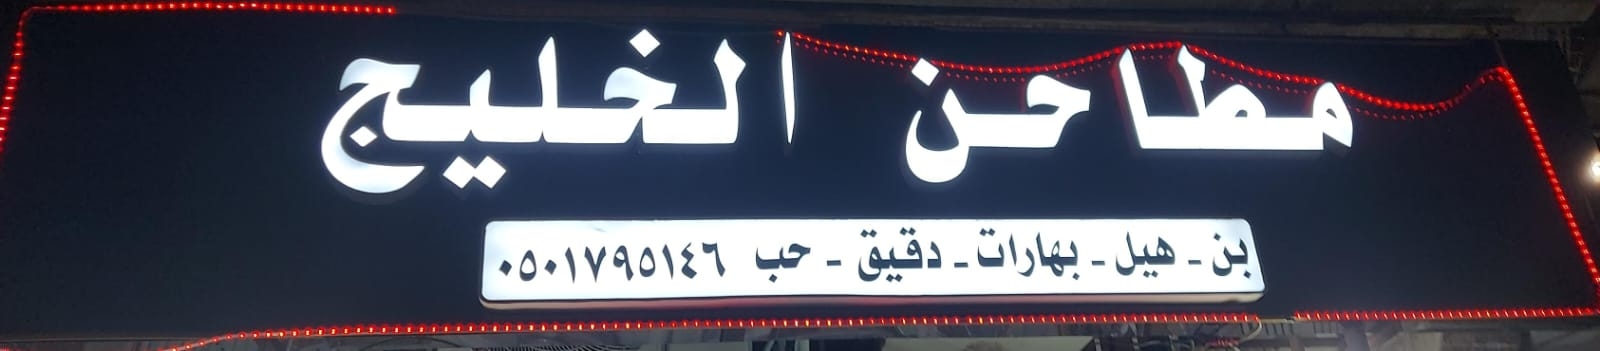 مطاحن الخليج
بن - هيل - بهارات - دقيق - حب ٠٥٠١٧٩٥١٤٦